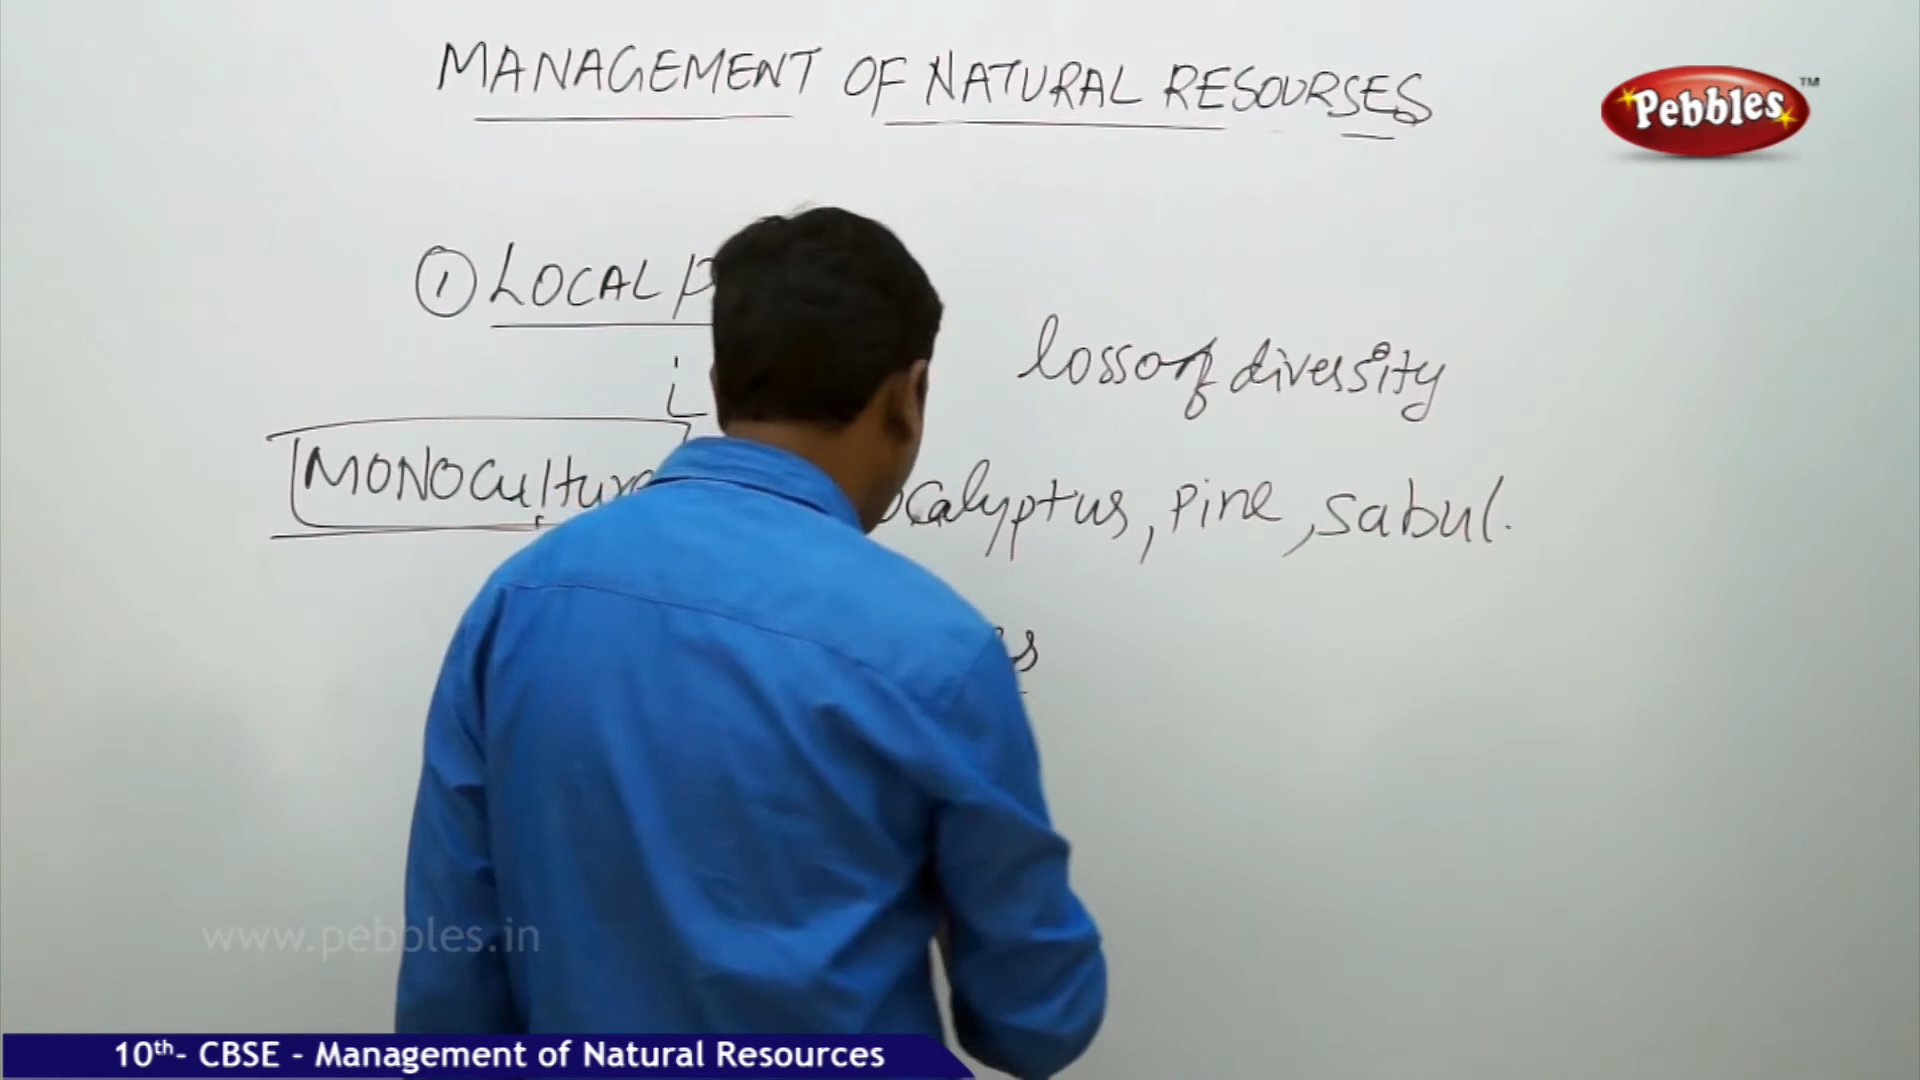 MANAGEMENT OF NATURAL RESOURSES
Pebbles TM
1 LOCAL P
loss of diversity
MONOCulture
calyptus, pine, sabul.
s
www.pebbles.in
10th- CBSE - Management of Natural Resources